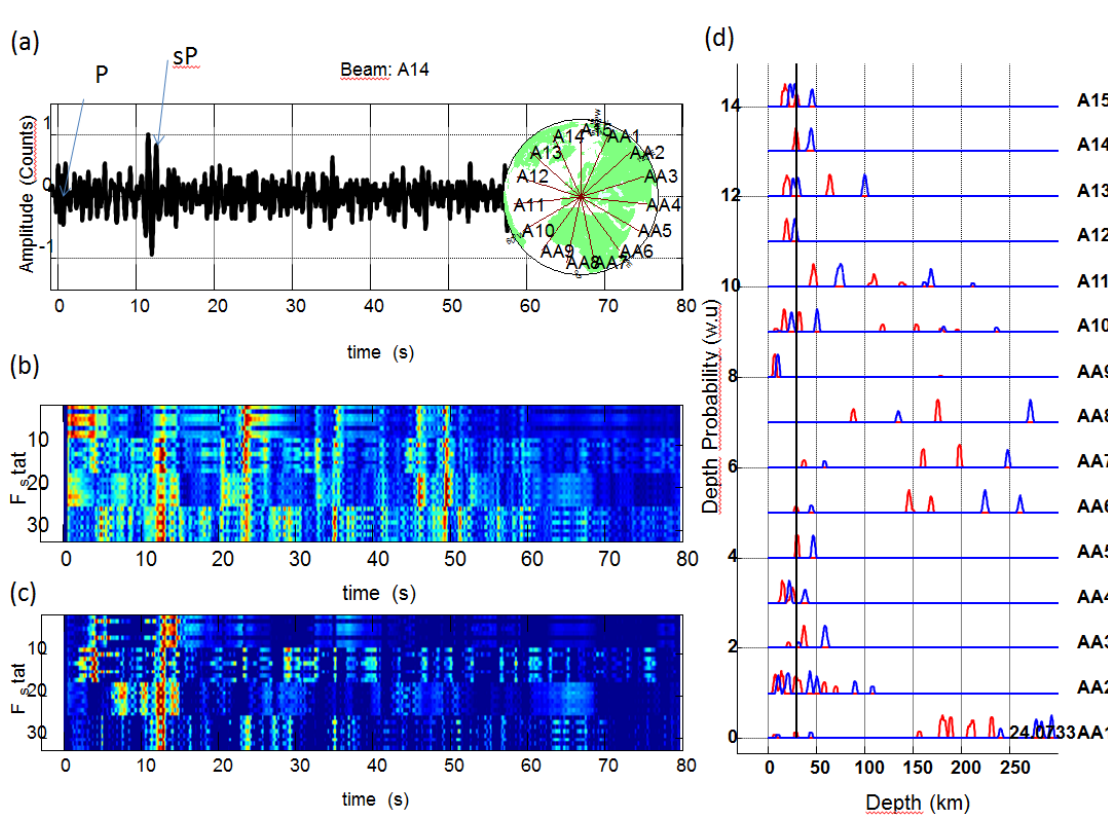 (a)
P
sP
Beam: A14
Amplitude (Counts)
1
0
-1
A15
AA1
A14
A13
AA2
A12
AA3
A11
AA4
A10
AA5
AA9
AA6
AA8
AA7
0 10 20 30 40 50 60 70 80
time (s)
(b)
F_s tat
10
20
30
0 10 20 30 40 50 60 70 80
time (s)
(c)
F_s tat
10
20
30
0 10 20 30 40 50 60 70 80
time (s)
(d)
Depth Probability (w.u)
14
12
10
8
6
4
2
0
A15
A14
A13
A12
A11
A10
AA9
AA8
AA7
AA6
AA5
AA4
AA3
AA2
AA1
0 50 100 150 200 250
Depth (km)